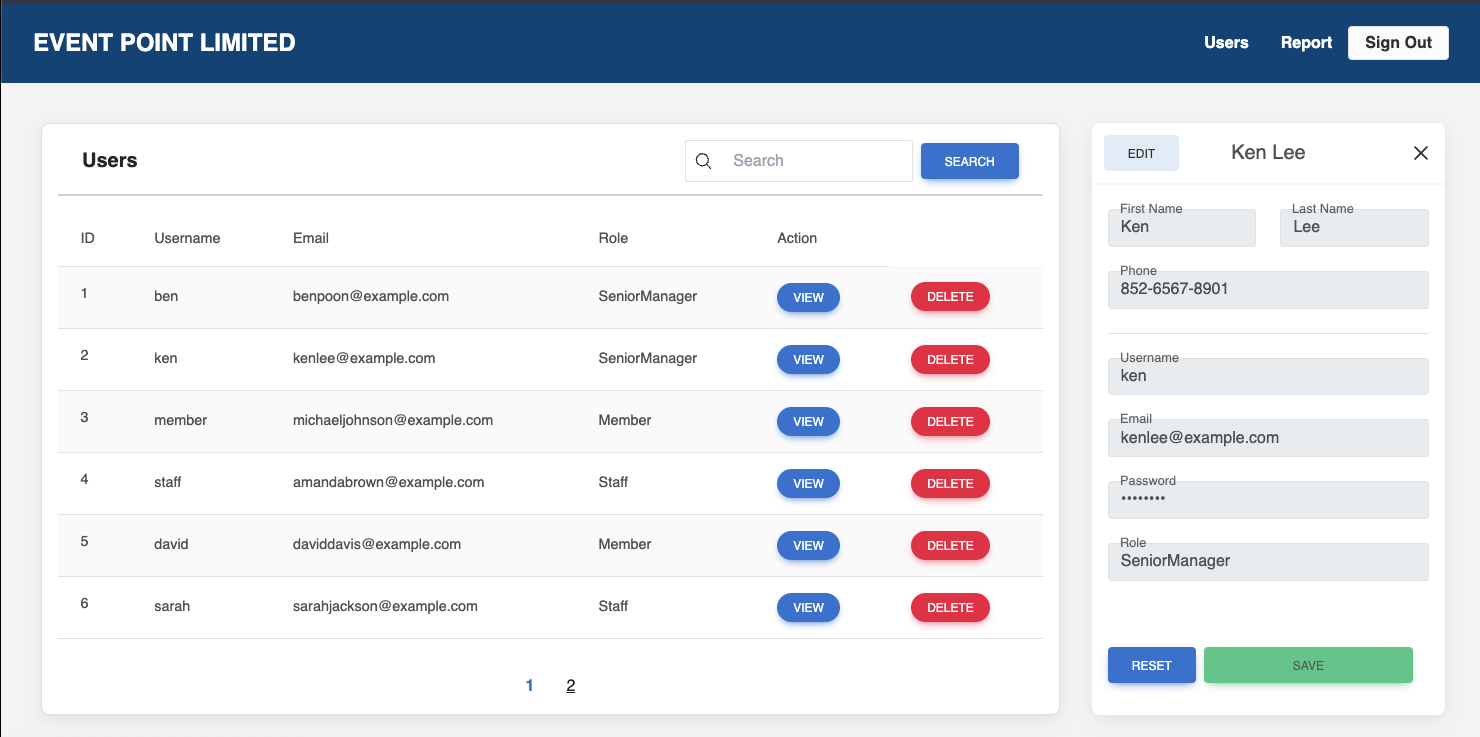 EVENT POINT LIMITED
Users Report Sign Out
Users Search SEARCH
ID Username Email Role Action
1 ben benpoon@example.com SeniorManager VIEW DELETE
2 ken kenlee@example.com SeniorManager VIEW DELETE
3 member michaeljohnson@example.com Member VIEW DELETE
4 staff amandabrown@example.com Staff VIEW DELETE
5 david daviddavis@example.com Member VIEW DELETE
6 sarah sarahjackson@example.com Staff VIEW DELETE
1 2
EDIT Ken Lee
First Name Last Name
Ken Lee
Phone
852-6567-8901
Username
ken
Email
kenlee@example.com
Password
••••••••
Role
SeniorManager
RESET SAVE